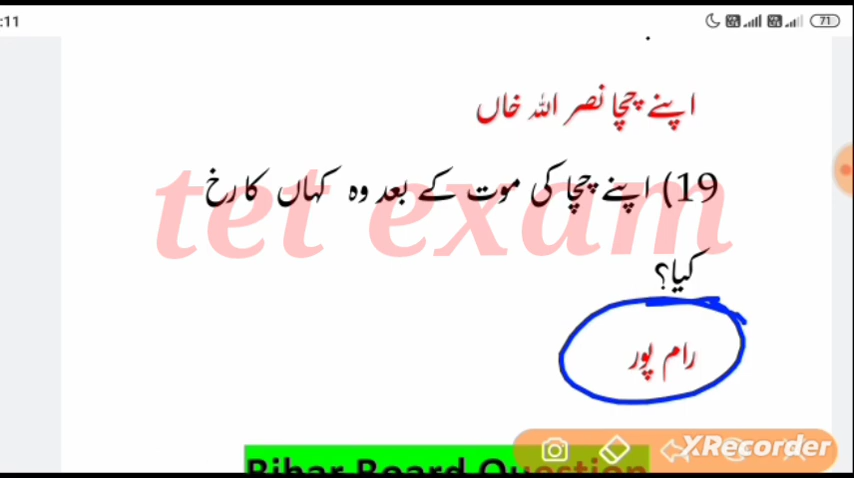 :11
71
اپنے چچا نصر اللہ خاں
19) اپنے چچا کی موت کے بعد وہ کہاں کا رخ
کیا؟
tet exam
رام پور
XRecorder
Bihar Board Question